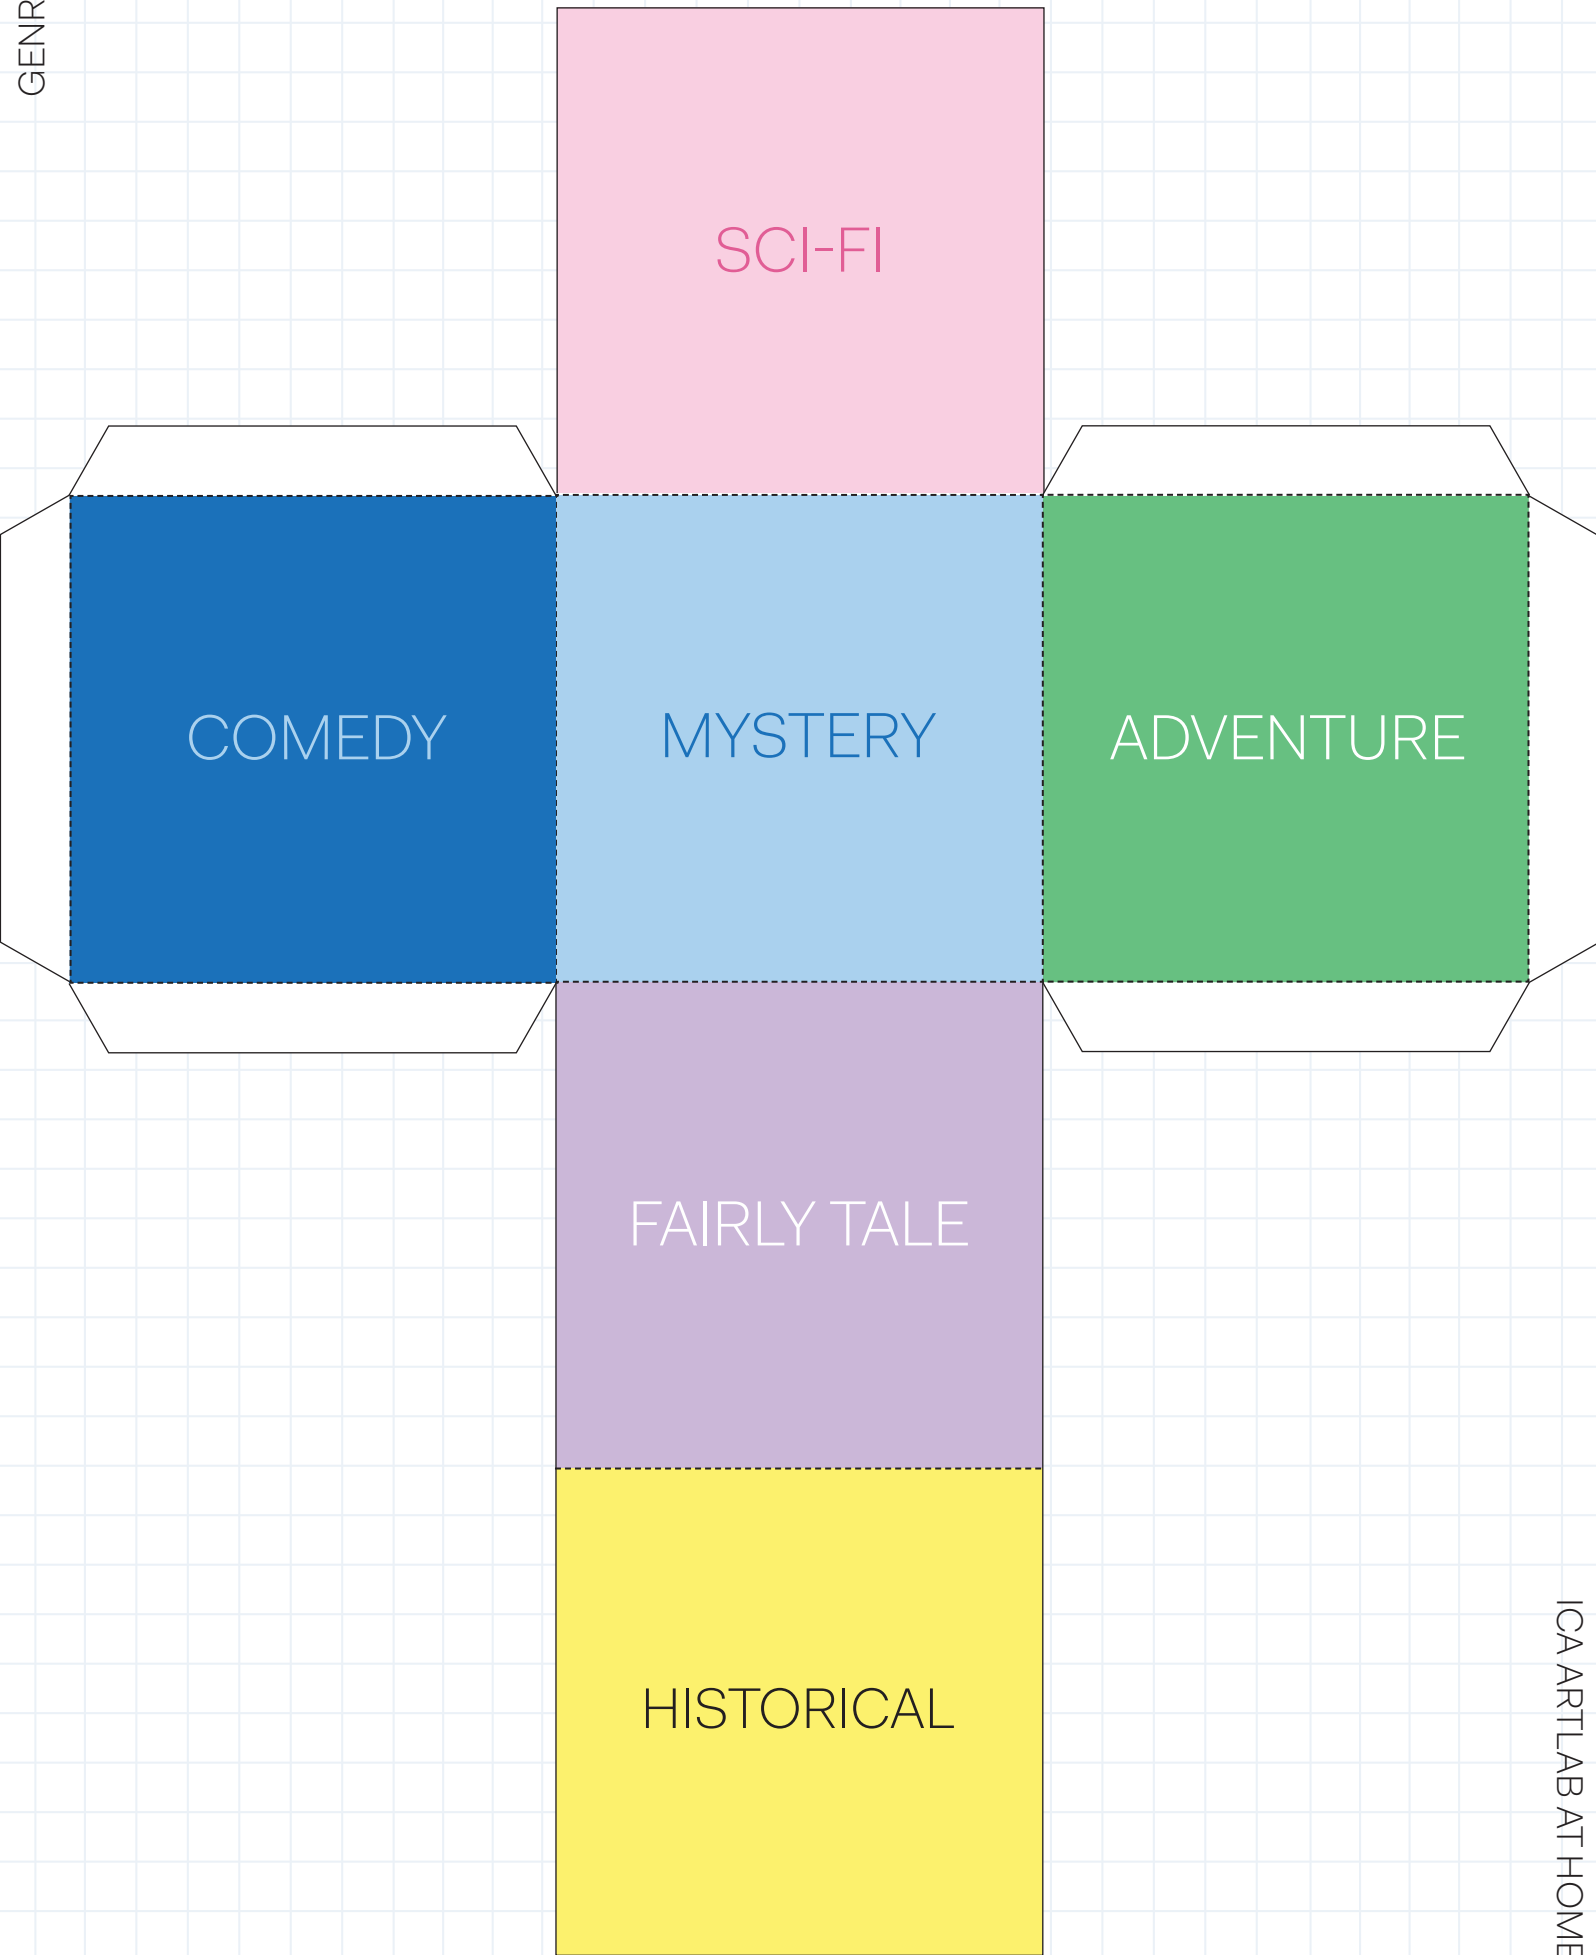 GENR
SCI-FI
COMEDY
MYSTERY
ADVENTURE
FAIRLY TALE
HISTORICAL
ICA ARTLAB AT HOME